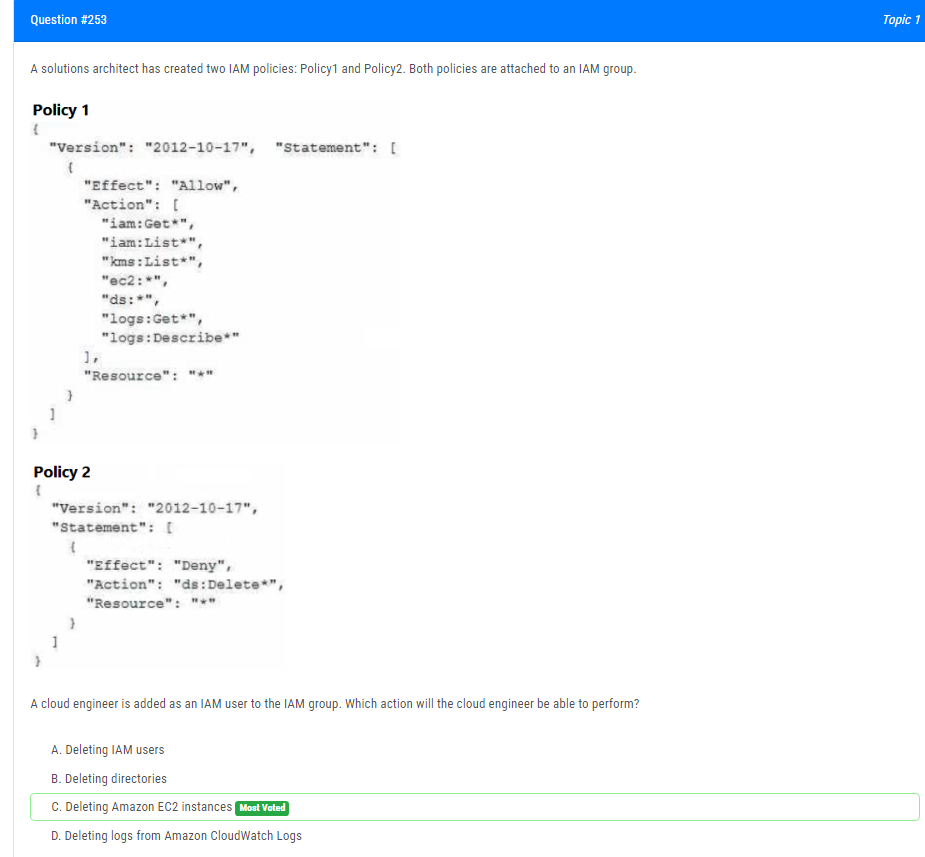 Question #253 Topic 1
A solutions architect has created two IAM policies: Policy1 and Policy2. Both policies are attached to an IAM group.
Policy 1
{
"Version": "2012-10-17", "Statement": [
{
"Effect": "Allow",
"Action": [
"iam:Get*",
"iam:List*",
"kms:List*",
"ec2:*",
"ds:*",
"logs:Get*",
"logs:Describe*"
],
"Resource": "*"
}
]
}
Policy 2
{
"Version": "2012-10-17",
"Statement": [
{
"Effect": "Deny",
"Action": "ds:Delete*",
"Resource": "*"
}
]
}
A cloud engineer is added as an IAM user to the IAM group. Which action will the cloud engineer be able to perform?
A. Deleting IAM users
B. Deleting directories
C. Deleting Amazon EC2 instances Most Voted
D. Deleting logs from Amazon CloudWatch Logs